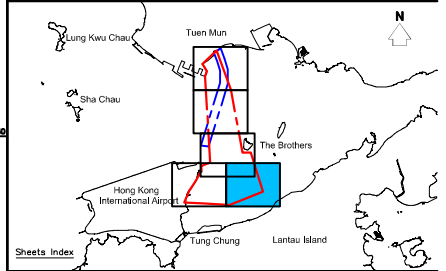 Tuen Mun
N
Lung Kwu Chau
Sha Chau
The Brothers
Hong Kong
International Airport
Tung Chung
Lantau Island
Sheets Index